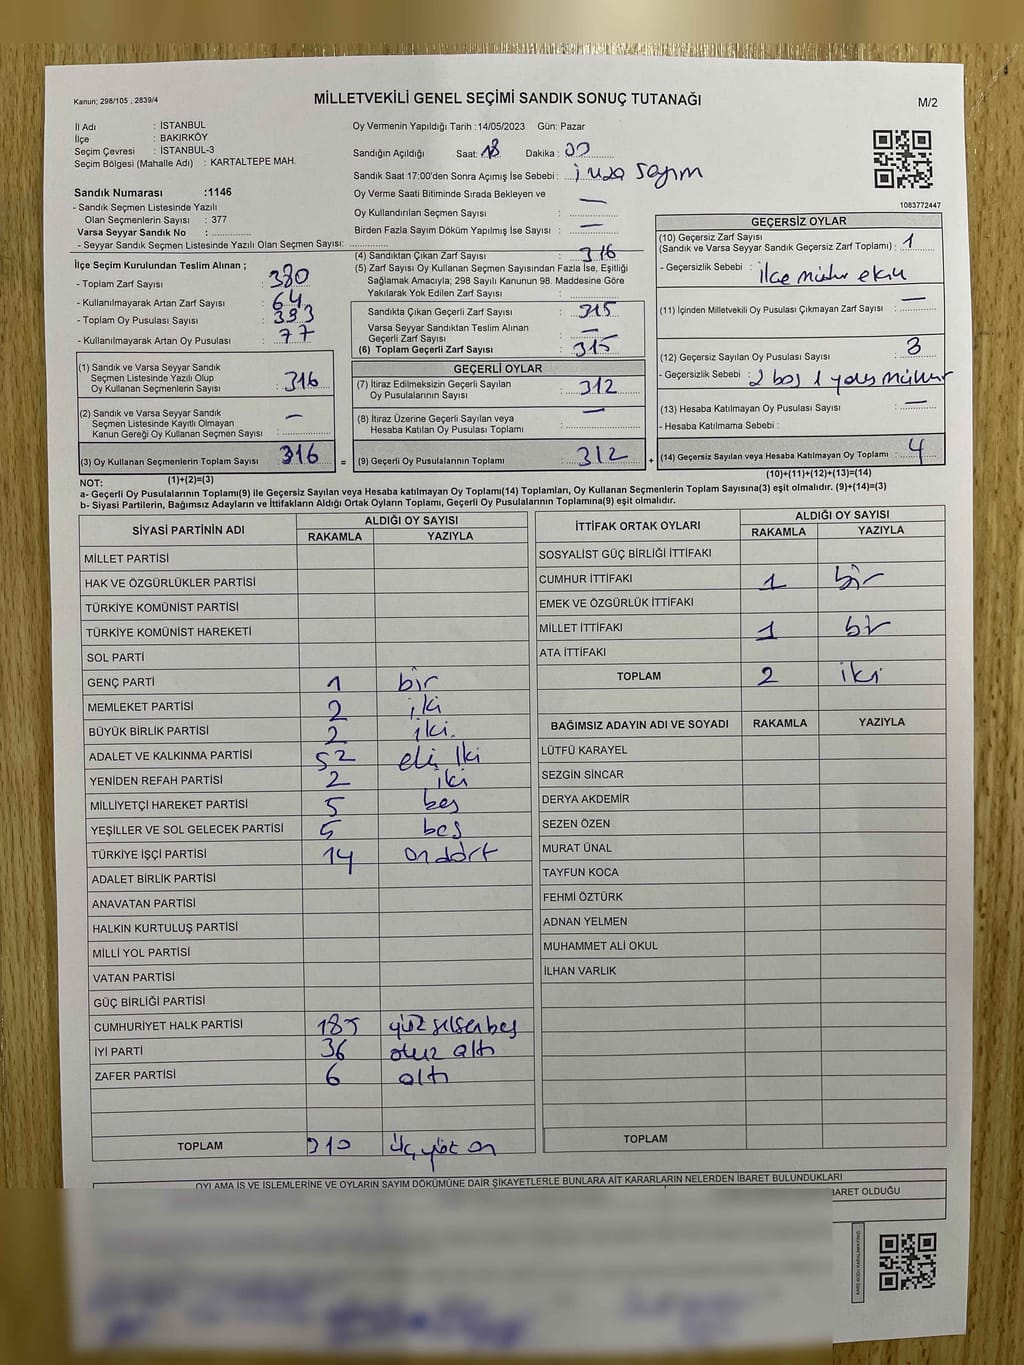 Kanun; 298/105 , 2839/4
MİLLETVEKİLİ GENEL SEÇİMİ SANDIK SONUÇ TUTANAĞI
M/2
İl Adı : İSTANBUL
İlçe : BAKIRKÖY
Seçim Çevresi : İSTANBUL-3
Seçim Bölgesi (Mahalle Adı) : KARTALTEPE MAH.
Sandık Numarası :1146
- Sandık Seçmen Listesinde Yazılı
Olan Seçmenlerin Sayısı : 377
Varsa Seyyar Sandık No :
- Seyyar Sandık Seçmen Listesinde Yazılı Olan Seçmen Sayısı:
Oy Vermenin Yapıldığı Tarih :14/05/2023 Gün: Pazar
Sandığın Açıldığı Saat: 18 Dakika : 00
Sandık Saat 17:00'den Sonra Açımış İse Sebebi: sayım
Oy Verme Saati Bitiminde Sırada Bekleyen ve
Oy Kullandırılan Seçmen Sayısı : —
Birden Fazla Sayım Döküm Yapılmış İse Sayısı : —
1083772447
İlçe Seçim Kurulundan Teslim Alınan ;
- Toplam Zarf Sayısı : 380
- Kullanılmayarak Artan Zarf Sayısı : 64
- Toplam Oy Pusulası Sayısı : 393
- Kullanılmayarak Artan Oy Pusulası : 77
(4) Sandıktan Çıkan Zarf Sayısı : 316
(5) Zarf Sayısı Oy Kullanan Seçmen Sayısından Fazla İse, Eşitliği
Sağlamak Amacıyla; 298 Sayılı Kanunun 98. Maddesine Göre
Yakılarak Yok Edilen Zarf Sayısı :
Sandıkta Çıkan Geçerli Zarf Sayısı : 315
Varsa Seyyar Sandıktan Teslim Alınan
Geçerli Zarf Sayısı : —
(6) Toplam Geçerli Zarf Sayısı : 315
GEÇERSİZ OYLAR
(10) Geçersiz Zarf Sayısı
(Sandık ve Varsa Seyyar Sandık Geçersiz Zarf Toplamı) : 1
- Geçersizlik Sebebi : ilçe mühür ekik
(11) İçinden Milletvekili Oy Pusulası Çıkmayan Zarf Sayısı : —
(12) Geçersiz Sayılan Oy Pusulası Sayısı : 3
- Geçersizlik Sebebi : 2 boş 1 mühür
(13) Hesaba Katılmayan Oy Pusulası Sayısı : —
- Hesaba Katılmama Sebebi :
(14) Geçersiz Sayılan veya Hesaba Katılmayan Oy Toplamı : 4
(10)+(11)+(12)+(13)=(14)
(1) Sandık ve Varsa Seyyar Sandık
Seçmen Listesinde Yazılı Olup
Oy Kullanan Seçmenlerin Sayısı : 316
(2) Sandık ve Varsa Seyyar Sandık
Seçmen Listesinde Kayıtlı Olmayan
Kanun Gereği Oy Kullanan Seçmen Sayısı : —
(3) Oy Kullanan Seçmenlerin Toplam Sayısı : 316 =
(1)+(2)=(3)
GEÇERLİ OYLAR
(7) İtiraz Edilmeksizin Geçerli Sayılan
Oy Pusulalarının Sayısı : 312
(8) İtiraz Üzerine Geçerli Sayılan veya
Hesaba Katılan Oy Pusulası Toplamı : —
(9) Geçerli Oy Pusulalarının Toplamı : 312 +
NOT:
a- Geçerli Oy Pusulalarının Toplamı(9) ile Geçersiz Sayılan veya Hesaba katılmayan Oy Toplamı(14) Toplamları, Oy Kullanan Seçmenlerin Toplam Sayısına(3) eşit olmalıdır. (9)+(14)=(3)
b- Siyasi Partilerin, Bağımsız Adayların ve İttifakların Aldığı Ortak Oyların Toplamı, Geçerli Oy Pusulalarının Toplamına(9) eşit olmalıdır.
SİYASİ PARTİNİN ADI ALDIĞI OY SAYISI
RAKAMLA YAZIYLA
MİLLET PARTİSİ
HAK VE ÖZGÜRLÜKLER PARTİSİ
TÜRKİYE KOMÜNİST PARTİSİ
TÜRKİYE KOMÜNİST HAREKETİ
SOL PARTİ
GENÇ PARTİ 1 bir
MEMLEKET PARTİSİ 2 iki
BÜYÜK BİRLİK PARTİSİ 2 iki.
ADALET VE KALKINMA PARTİSİ 52 eli iki
YENİDEN REFAH PARTİSİ 2 iki
MİLLİYETÇİ HAREKET PARTİSİ 5 beş
YEŞİLLER VE SOL GELECEK PARTİSİ 5 beş
TÜRKİYE İŞÇİ PARTİSİ 14 ondört
ADALET BİRLİK PARTİSİ
ANAVATAN PARTİSİ
HALKIN KURTULUŞ PARTİSİ
MİLLİ YOL PARTİSİ
VATAN PARTİSİ
GÜÇ BİRLİĞİ PARTİSİ
CUMHURİYET HALK PARTİSİ 185 yüz seksen beş
İYİ PARTİ 36 otuz altı
ZAFER PARTİSİ 6 altı
TOPLAM 310 üç yüz on
İTTİFAK ORTAK OYLARI ALDIĞI OY SAYISI
RAKAMLA YAZIYLA
SOSYALİST GÜÇ BİRLİĞİ İTTİFAKI
CUMHUR İTTİFAKI 1 bir
EMEK VE ÖZGÜRLÜK İTTİFAKI
MİLLET İTTİFAKI 1 bir
ATA İTTİFAKI
TOPLAM 2 iki
BAĞIMSIZ ADAYIN ADI VE SOYADI RAKAMLA YAZIYLA
LÜTFÜ KARAYEL
SEZGİN SİNCAR
DERYA AKDEMİR
SEZEN ÖZEN
MURAT ÜNAL
TAYFUN KOCA
FEHMİ ÖZTÜRK
ADNAN YELMEN
MUHAMMET ALİ OKUL
İLHAN VARLIK
TOPLAM
OYLAMA İŞ VE İŞLEMLERİNE VE OYLARIN SAYIM DÖKÜMÜNE DAİR ŞİKAYETLERLE BUNLARA AİT KARARLARIN NELERDEN İBARET BULUNDUKLARI
BARET OLDUĞU